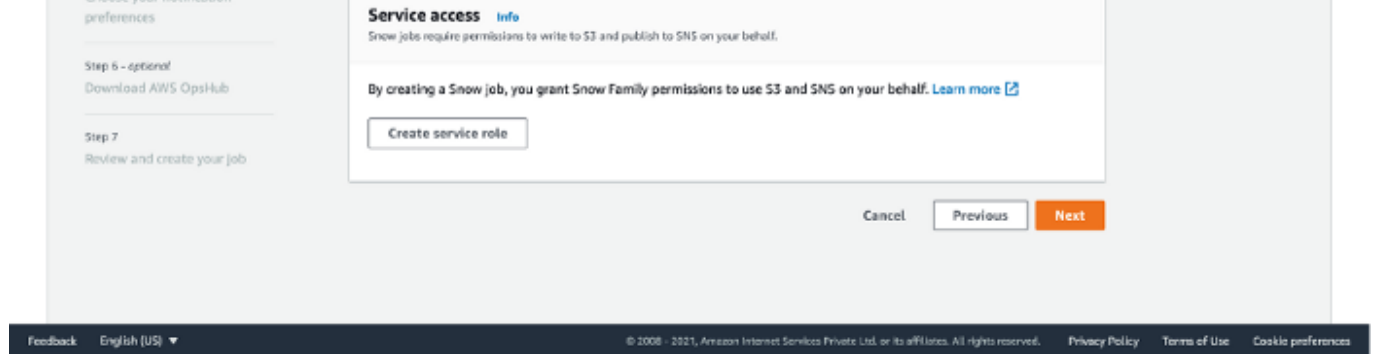 Choose your notification
preferences
Step 6 - optional
Download AWS OpsHub
Step 7
Review and create your job
Service access Info
Snow jobs require permissions to write to S3 and publish to SNS on your behalf.
By creating a Snow job, you grant Snow Family permissions to use S3 and SNS on your behalf. Learn more
Create service role
Cancel Previous Next
Feedback English (US) © 2008 - 2021, Amazon Internet Services Private Ltd. or its affiliates. All rights reserved. Privacy Policy Terms of Use Cookie preferences